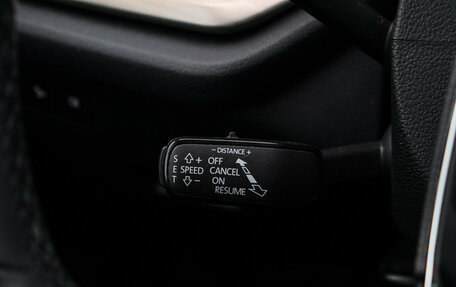 − DISTANCE +
S + OFF
E SPEED CANCEL
T − ON
RESUME